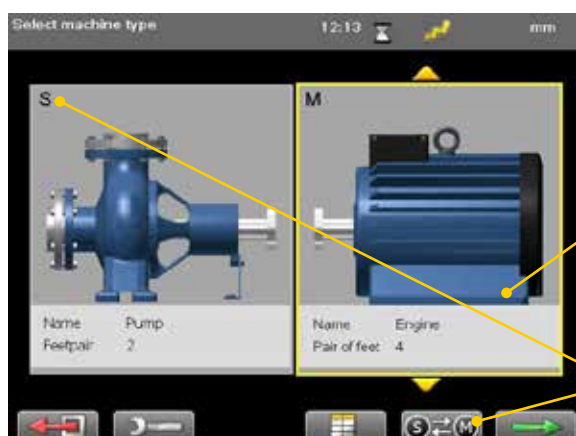 Select machine type 12:13 mm
S
M
Name Pump
Feetpair 2
Name Engine
Pair of feet 4
S M